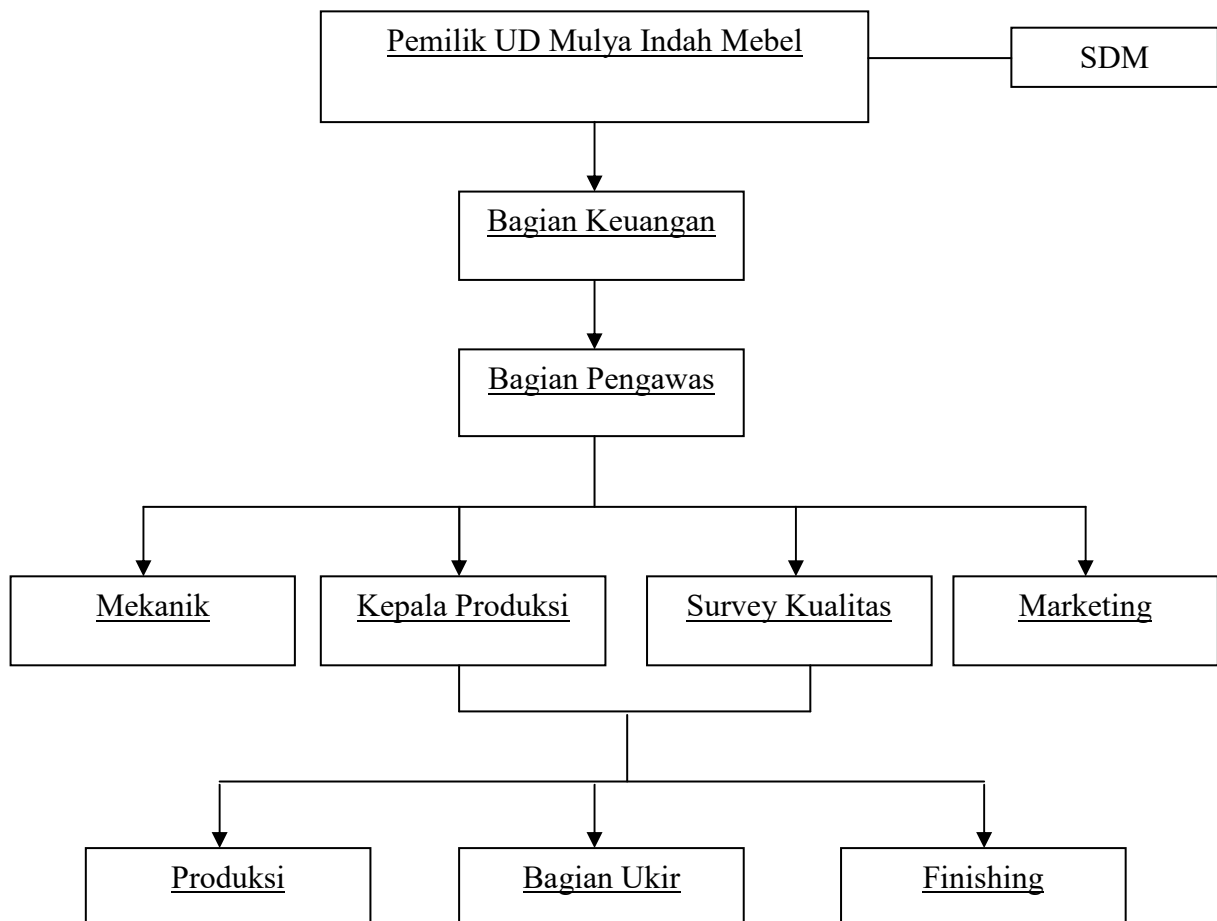 Pemilik UD Mulya Indah Mebel
SDM
Bagian Keuangan
Bagian Pengawas
Mekanik
Kepala Produksi
Survey Kualitas
Marketing
Produksi
Bagian Ukir
Finishing